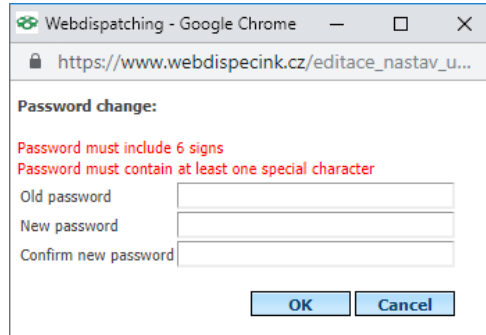 Webdispatching - Google Chrome
https://www.webdispecink.cz/editace_nastav_u...
Password change:
Password must include 6 signs
Password must contain at least one special character
Old password
New password
Confirm new password
OK Cancel